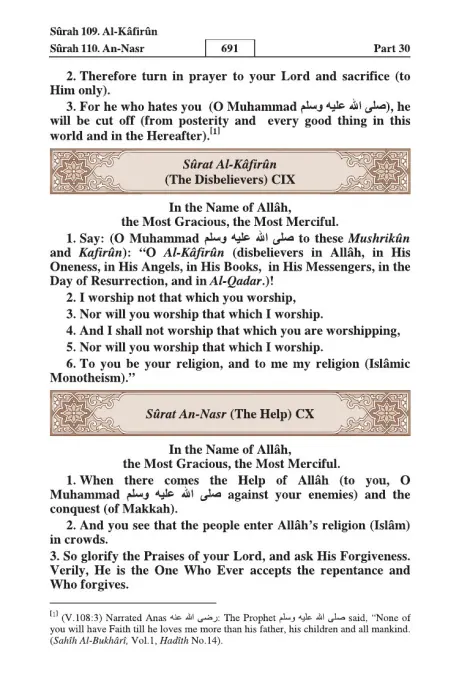 Sûrah 109. Al-Kâfirûn
Sûrah 110. An-Nasr 691 Part 30
2. Therefore turn in prayer to your Lord and sacrifice (to
Him only).
3. For he who hates you (O Muhammad صلى الله عليه وسلم), he
will be cut off (from posterity and every good thing in this
world and in the Hereafter).[1]
Sûrat Al-Kâfirûn
(The Disbelievers) CIX
In the Name of Allâh,
the Most Gracious, the Most Merciful.
1. Say: (O Muhammad صلى الله عليه وسلم to these Mushrikûn
and Kafirûn): “O Al-Kâfirûn (disbelievers in Allâh, in His
Oneness, in His Angels, in His Books, in His Messengers, in the
Day of Resurrection, and in Al-Qadar.)!
2. I worship not that which you worship,
3. Nor will you worship that which I worship.
4. And I shall not worship that which you are worshipping,
5. Nor will you worship that which I worship.
6. To you be your religion, and to me my religion (Islâmic
Monotheism).”
Sûrat An-Nasr (The Help) CX
In the Name of Allâh,
the Most Gracious, the Most Merciful.
1. When there comes the Help of Allâh (to you, O
Muhammad صلى الله عليه وسلم against your enemies) and the
conquest (of Makkah).
2. And you see that the people enter Allâh’s religion (Islâm)
in crowds.
3. So glorify the Praises of your Lord, and ask His Forgiveness.
Verily, He is the One Who Ever accepts the repentance and
Who forgives.
[1] (V.108:3) Narrated Anas رضى الله عنه: The Prophet صلى الله عليه وسلم said, “None of
you will have Faith till he loves me more than his father, his children and all mankind.
(Sahîh Al-Bukhârî, Vol.1, Hadîth No.14).